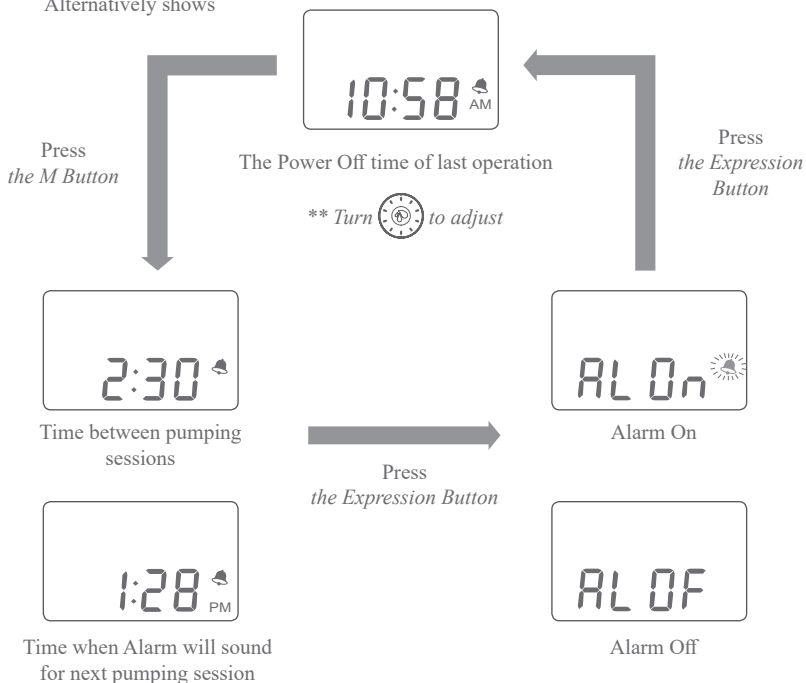 Alternatively shows
10:58 AM
The Power Off time of last operation
** Turn to adjust
Press
the M Button
Press
the Expression
Button
2:30
Time between pumping
sessions
Press
the Expression Button
AL On
Alarm On
1:28 PM
Time when Alarm will sound
for next pumping session
AL OF
Alarm Off